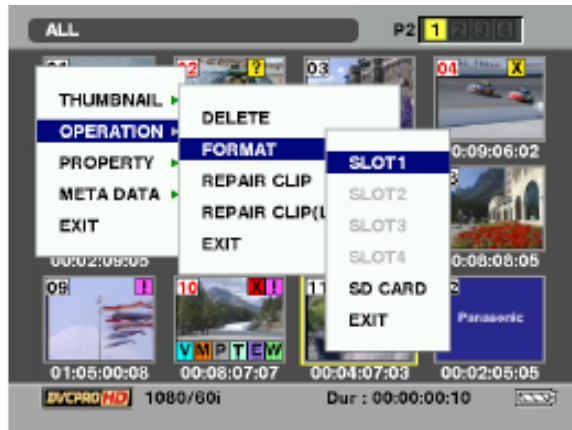 ALL P2 1 2 3 4
02 ? 03 04 X
THUMBNAIL
OPERATION
PROPERTY
META DATA
EXIT
DELETE
FORMAT
REPAIR CLIP
REPAIR CLIP(L
EXIT
SLOT1
SLOT2
SLOT3
SLOT4
SD CARD
EXIT
00:09:06:02
00:02:09:05 00:08:08:05
09 ! 10 X ! 11
V M P T E W
Panasonic
01:05:00:08 00:08:07:07 00:04:07:03 00:02:05:05
DVCPRO HD 1080/60i Dur : 00:00:00:10